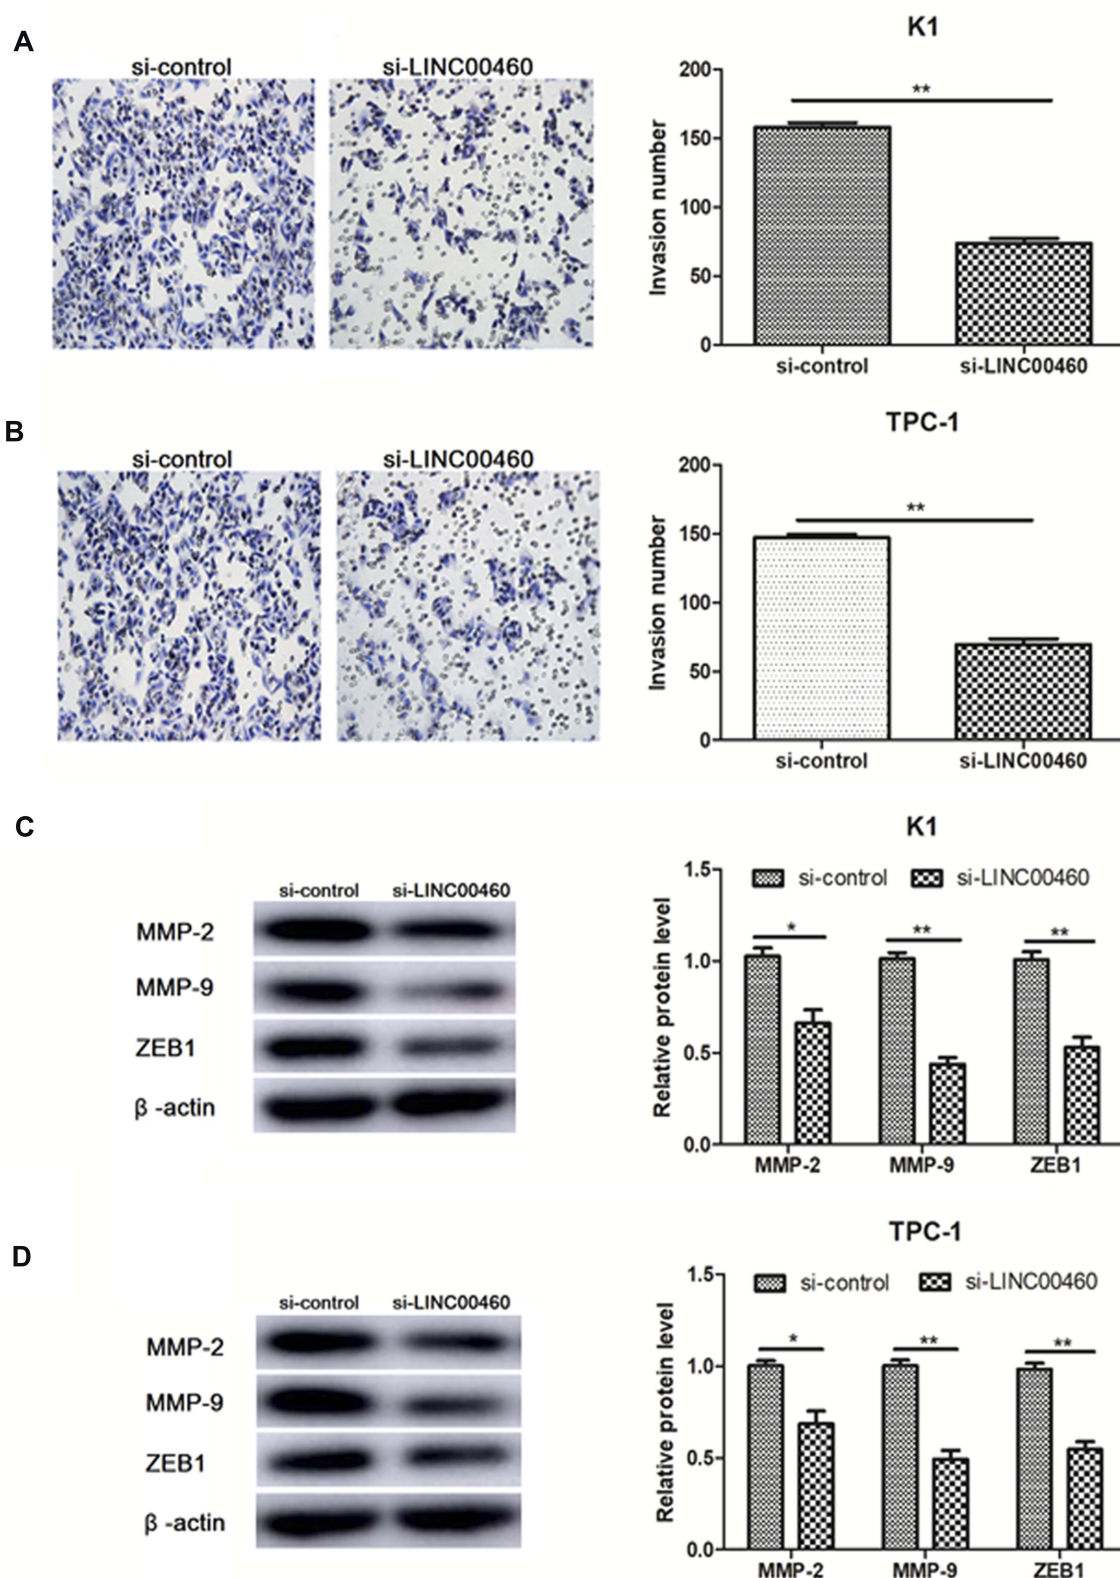 A
si-control si-LINC00460
K1
200
150
100
50
0
Invasion number
**
si-control si-LINC00460
B
si-control si-LINC00460
TPC-1
200
150
100
50
0
Invasion number
**
si-control si-LINC00460
C
si-control si-LINC00460
MMP-2
MMP-9
ZEB1
β -actin
K1
si-control si-LINC00460
1.5
1.0
0.5
0.0
Relative protein level
* ** **
MMP-2 MMP-9 ZEB1
D
si-control si-LINC00460
MMP-2
MMP-9
ZEB1
β -actin
TPC-1
si-control si-LINC00460
1.5
1.0
0.5
0.0
Relative protein level
* ** **
MMP-2 MMP-9 ZEB1